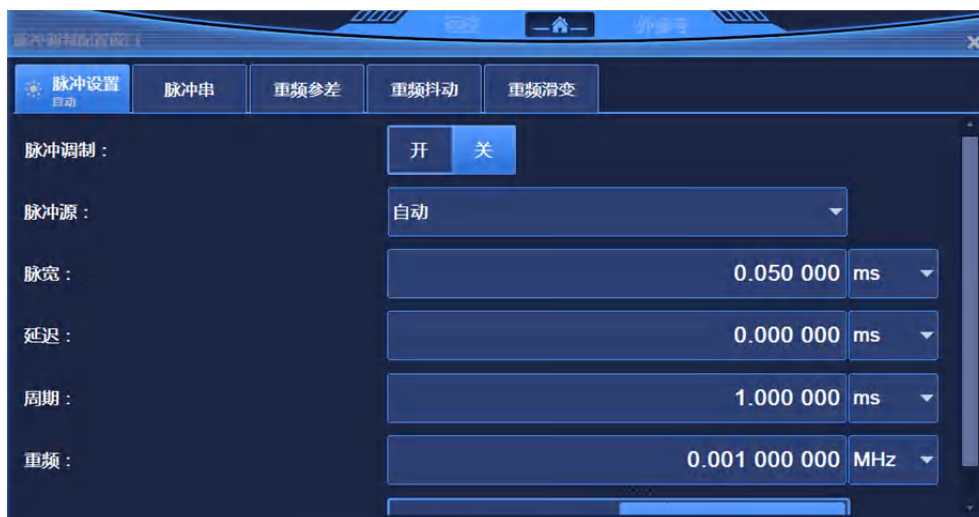 脉冲设置
自动
脉冲串
重频参差
重频抖动
重频滑变
脉冲调制：
开
关
脉冲源：
自动
脉宽：
0.050 000 ms
延迟：
0.000 000 ms
周期：
1.000 000 ms
重频：
0.001 000 000 MHz